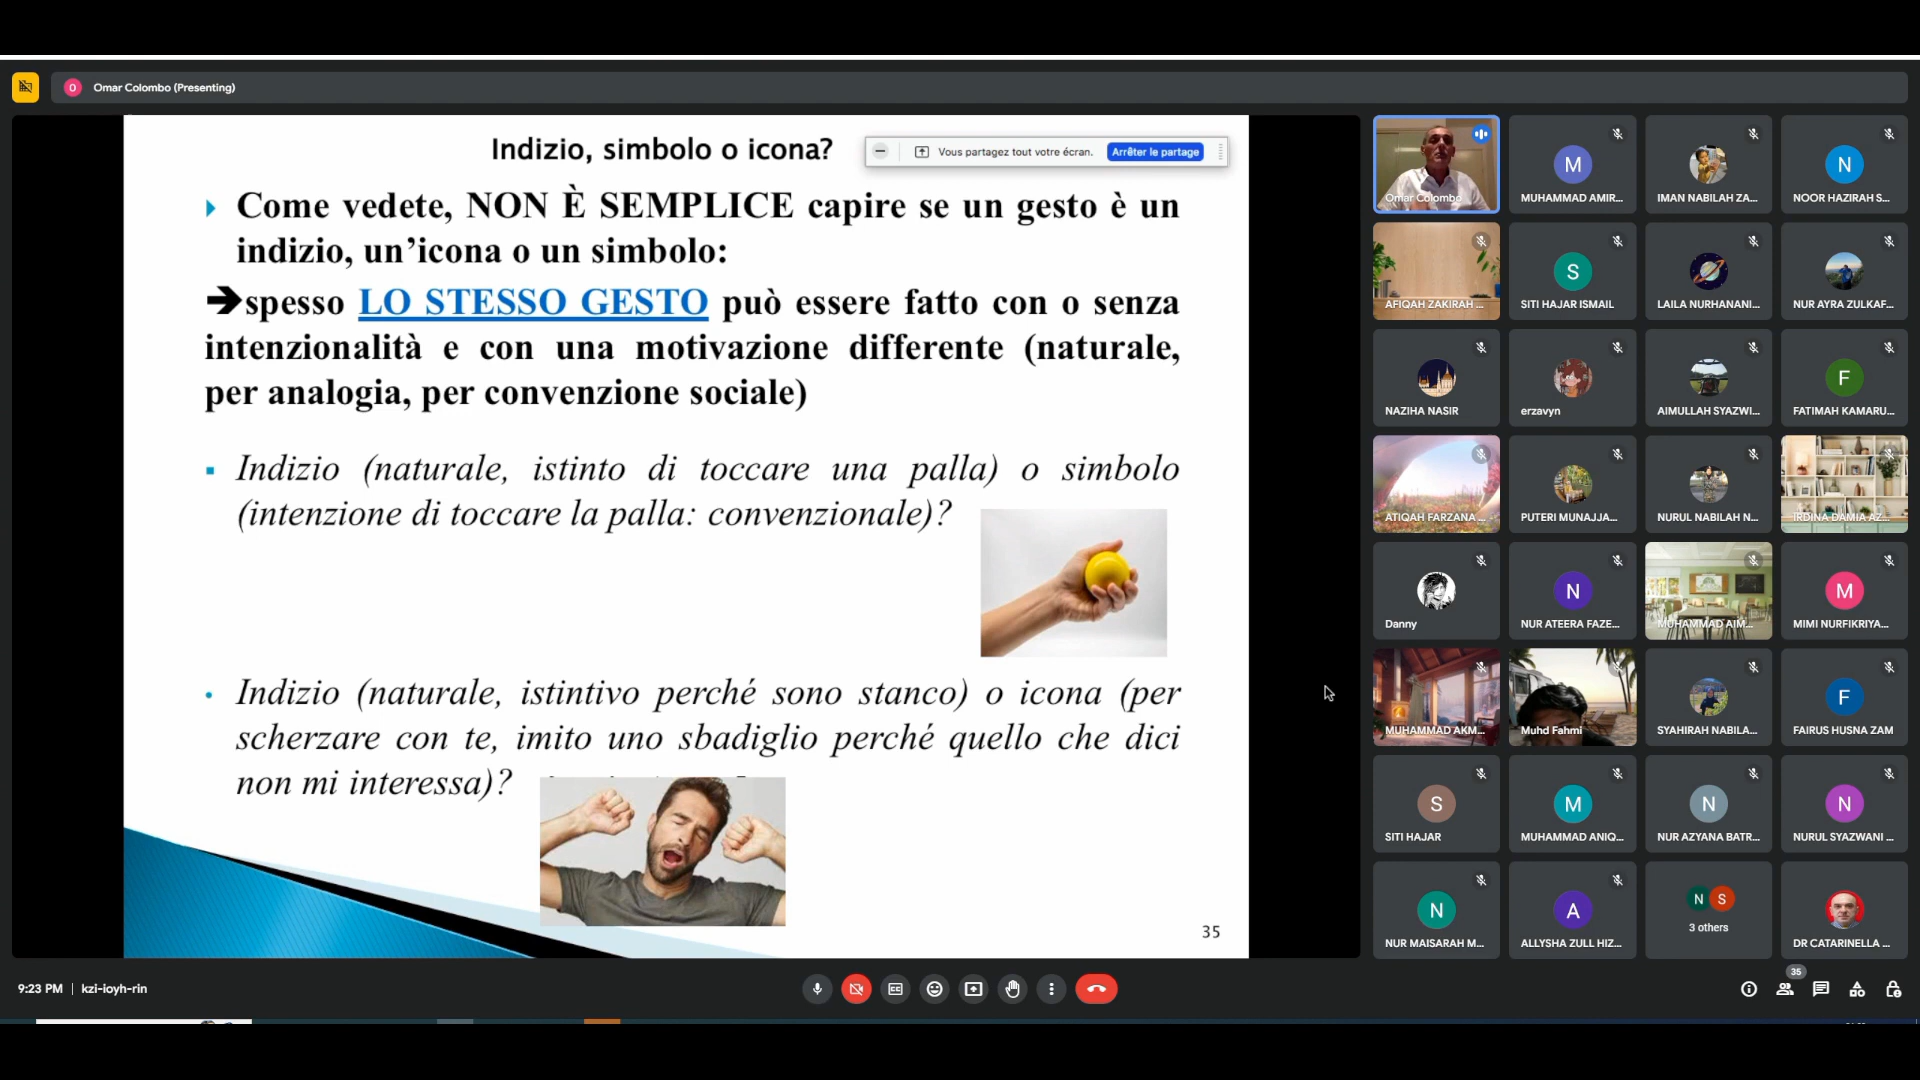 O Omar Colombo (Presenting)
Indizio, simbolo o icona?
Vous partagez tout votre écran. Arrêter le partage
Come vedete, NON È SEMPLICE capire se un gesto è un
indizio, un’icona o un simbolo:
➔spesso LO STESSO GESTO può essere fatto con o senza
intenzionalità e con una motivazione differente (naturale,
per analogia, per convenzione sociale)
Indizio (naturale, istinto di toccare una palla) o simbolo
(intenzione di toccare la palla: convenzionale)?
Indizio (naturale, istintivo perché sono stanco) o icona (per
scherzare con te, imito uno sbadiglio perché quello che dici
non mi interessa)?
35
Omar Colombo
M
MUHAMMAD AMIR...
IMAN NABILAH ZA...
N
NOOR HAZIRAH S...
AFIQAH ZAKIRAH ...
S
SITI HAJAR ISMAIL
LAILA NURHANANI...
NUR AYRA ZULKAF...
NAZIHA NASIR
erzavyn
AIMULLAH SYAZWI...
F
FATIMAH KAMARU...
ATIQAH FARZANA ...
PUTERI MUNAJJA...
NURUL NABILAH N...
IRDINA DAMIA AZ...
Danny
N
NUR ATEERA FAZE...
MUHAMMAD AIM...
M
MIMI NURFIKRIYA...
MUHAMMAD AKM...
Muhd Fahmi
SYAHIRAH NABILA...
F
FAIRUS HUSNA ZAM
S
SITI HAJAR
M
MUHAMMAD ANIQ...
N
NUR AZYANA BATR...
N
NURUL SYAZWANI ...
N
NUR MAISARAH M...
A
ALLYSHA ZULL HIZ...
N S
3 others
DR CATARINELLA ...
9:23 PM | kzi-ioyh-rin
35